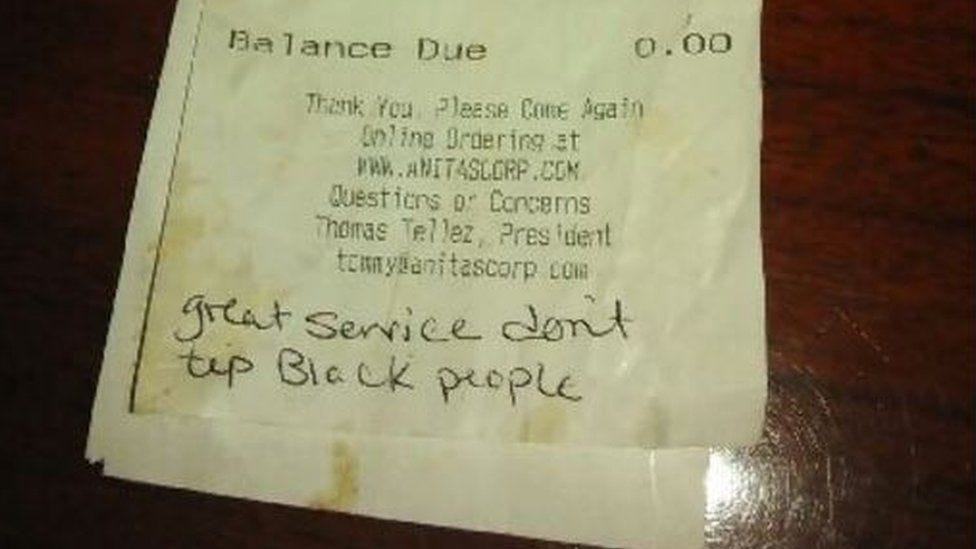 Balance Due 0.00
Thank You, Please Come Again
Online Ordering at
WWW.ANITASCORP.COM
Questions or Concerns
Thomas Tellez, President
tommy@anitascorp com
great service don't
tip Black people